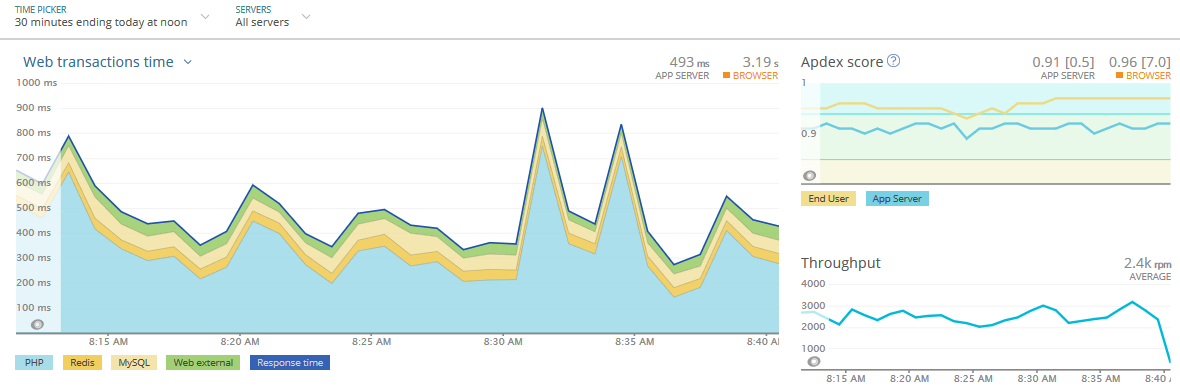 TIME PICKER
30 minutes ending today at noon
SERVERS
All servers
Web transactions time
493 ms
APP SERVER
3.19 s
BROWSER
1000 ms
900 ms
800 ms
700 ms
600 ms
500 ms
400 ms
300 ms
200 ms
100 ms
8:15 AM 8:20 AM 8:25 AM 8:30 AM 8:35 AM 8:40 A
PHP Redis MySQL Web external Response time
Apdex score
0.91 [0.5]
APP SERVER
0.96 [7.0]
BROWSER
1
0.9
End User App Server
Throughput
2.4k rpm
AVERAGE
4000
3000
2000
1000
8:15 AM 8:20 AM 8:25 AM 8:30 AM 8:35 AM 8:40 A